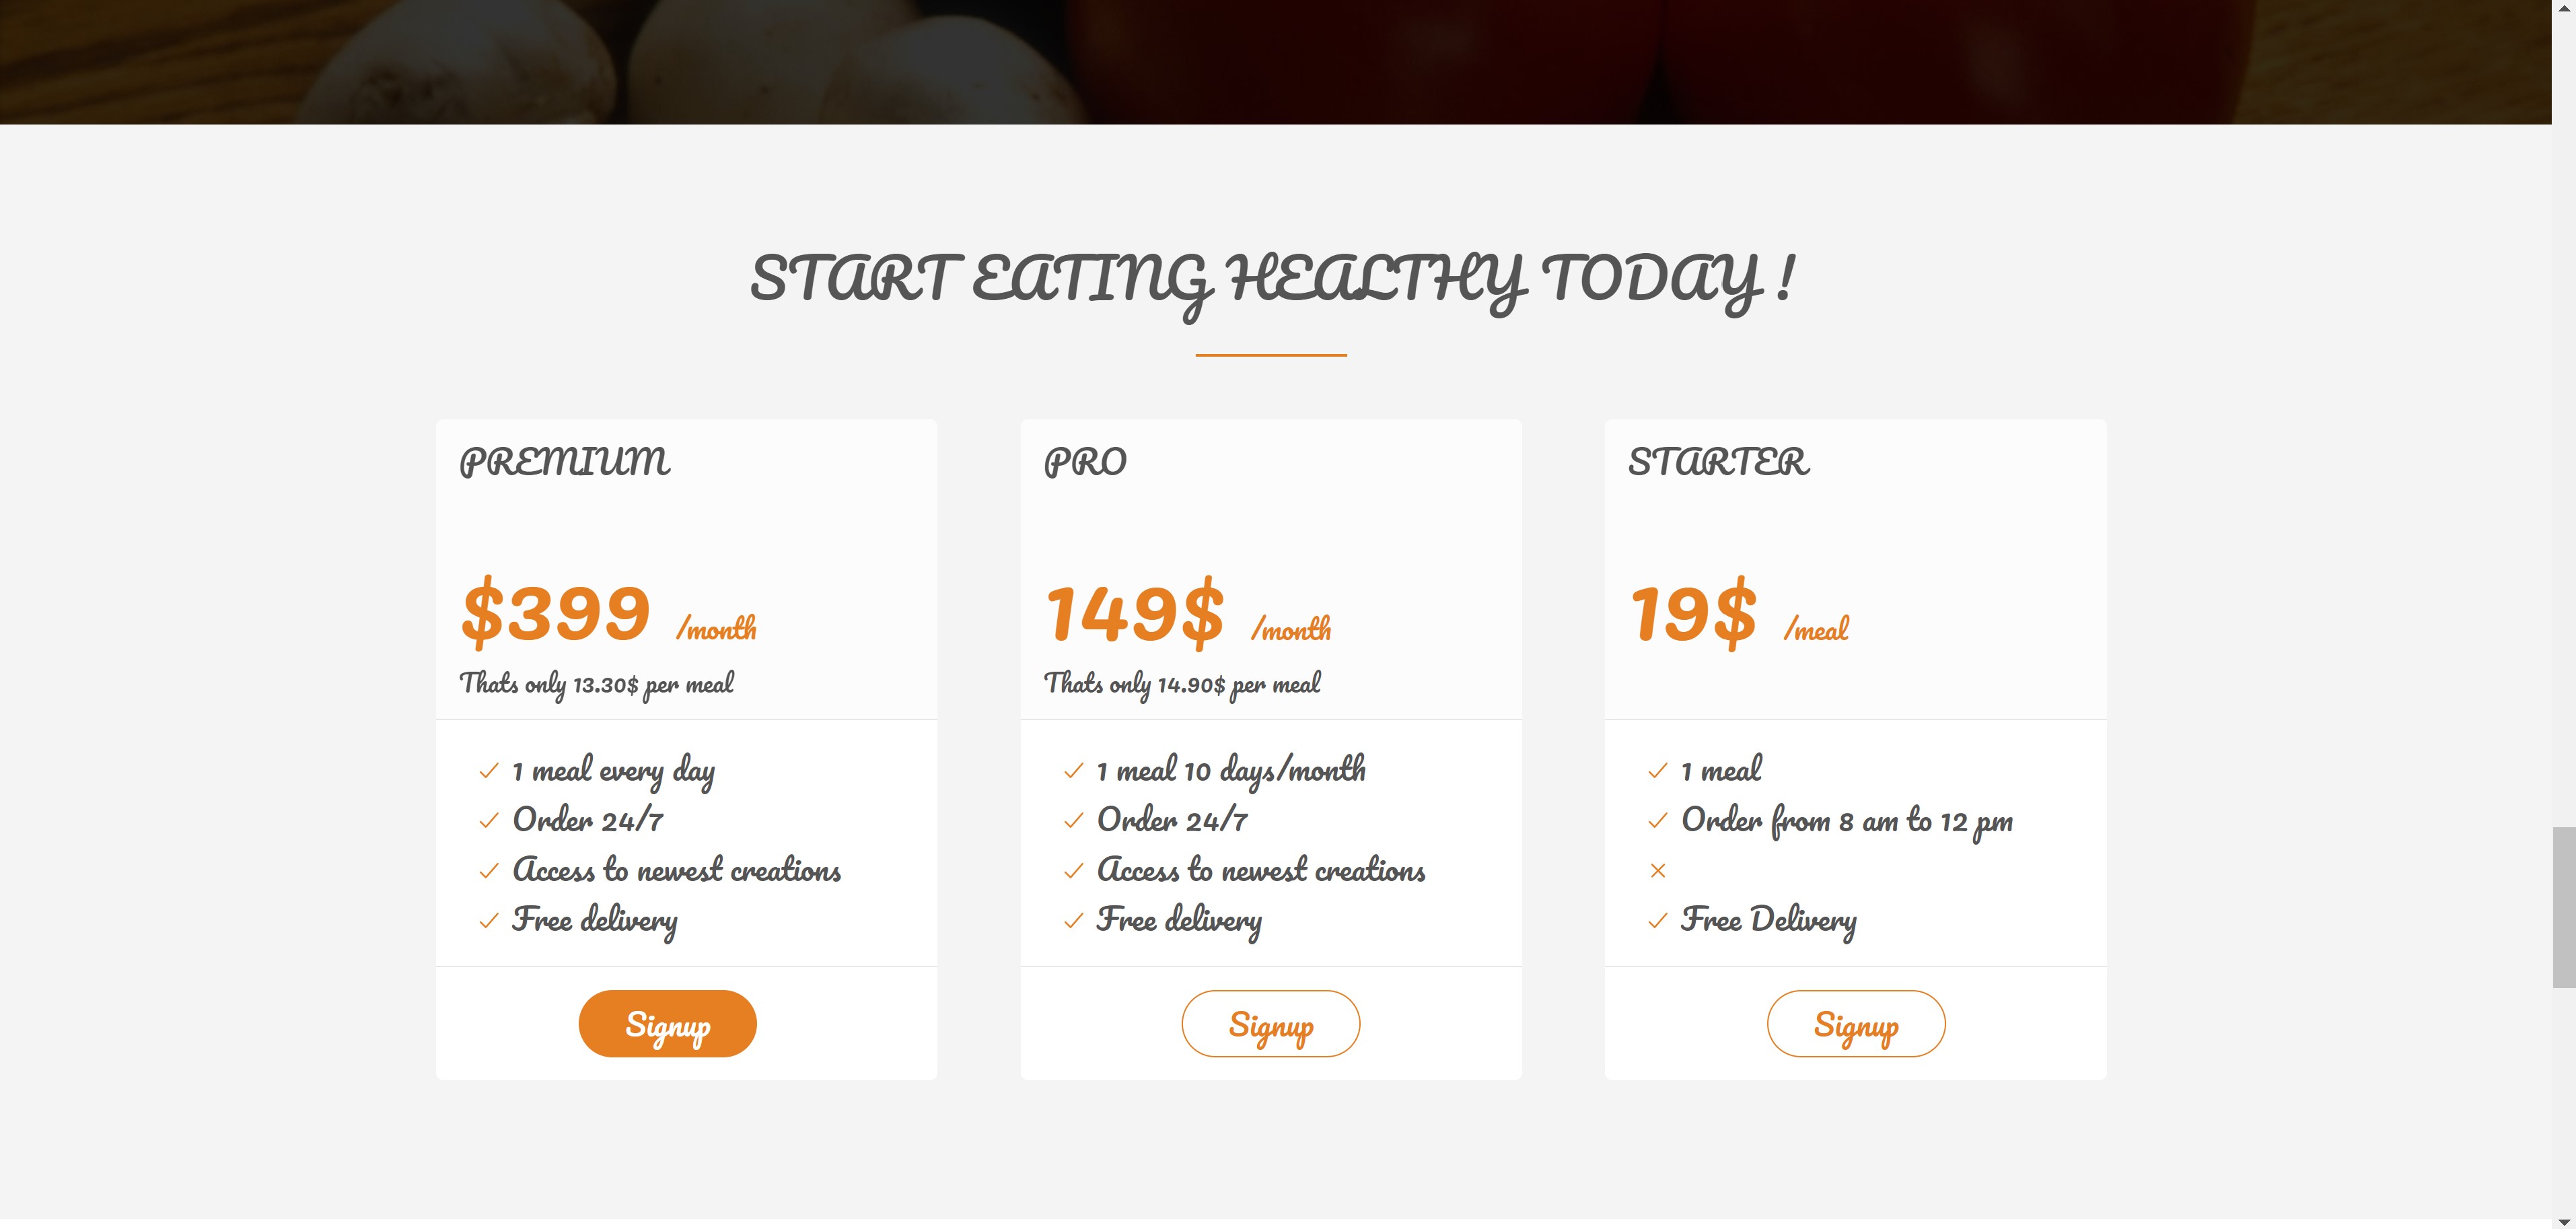 START EATING HEALTHY TODAY !
PREMIUM
$399 /month
Thats only 13.30$ per meal
1 meal every day
Order 24/7
Access to newest creations
Free delivery
Signup
PRO
149$ /month
Thats only 14.90$ per meal
1 meal 10 days/month
Order 24/7
Access to newest creations
Free delivery
Signup
STARTER
19$ /meal
1 meal
Order from 8 am to 12 pm
Free Delivery
Signup